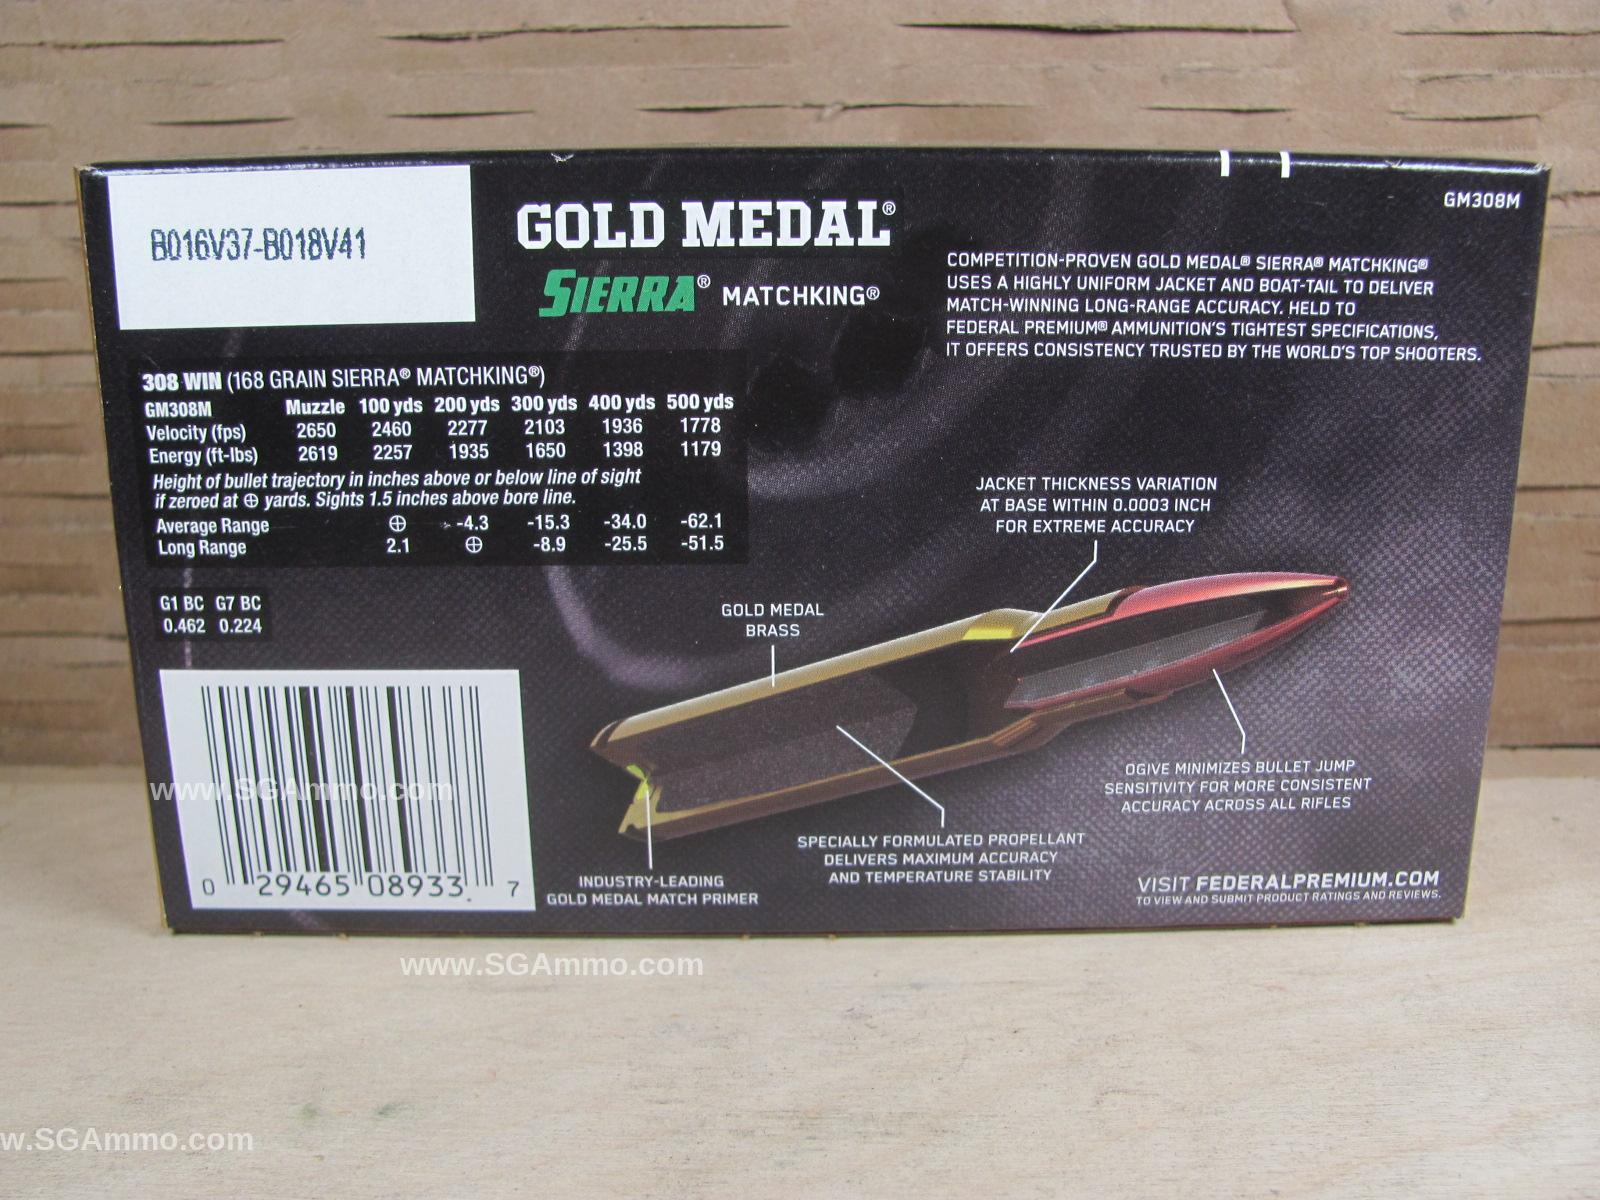 GM308M
B016V37-B018V41
GOLD MEDAL®
SIERRA® MATCHKING®
COMPETITION-PROVEN GOLD MEDAL® SIERRA® MATCHKING®
USES A HIGHLY UNIFORM JACKET AND BOAT-TAIL TO DELIVER
MATCH-WINNING LONG-RANGE ACCURACY. HELD TO
FEDERAL PREMIUM® AMMUNITION'S TIGHTEST SPECIFICATIONS,
IT OFFERS CONSISTENCY TRUSTED BY THE WORLD'S TOP SHOOTERS.
308 WIN (168 GRAIN SIERRA® MATCHKING®)
GM308M Muzzle 100 yds 200 yds 300 yds 400 yds 500 yds
Velocity (fps) 2650 2460 2277 2103 1936 1778
Energy (ft-lbs) 2619 2257 1935 1650 1398 1179
Height of bullet trajectory in inches above or below line of sight
if zeroed at ⊕ yards. Sights 1.5 inches above bore line.
Average Range ⊕ -4.3 -15.3 -34.0 -62.1
Long Range 2.1 ⊕ -8.9 -25.5 -51.5
G1 BC G7 BC
0.462 0.224
JACKET THICKNESS VARIATION
AT BASE WITHIN 0.0003 INCH
FOR EXTREME ACCURACY
GOLD MEDAL
BRASS
OGIVE MINIMIZES BULLET JUMP
SENSITIVITY FOR MORE CONSISTENT
ACCURACY ACROSS ALL RIFLES
SPECIALLY FORMULATED PROPELLANT
DELIVERS MAXIMUM ACCURACY
AND TEMPERATURE STABILITY
INDUSTRY-LEADING
GOLD MEDAL MATCH PRIMER
www.SGAmmo.com
0 29465 08933 7
VISIT FEDERALPREMIUM.COM
TO VIEW AND SUBMIT PRODUCT RATINGS AND REVIEWS.
www.SGAmmo.com
w.SGAmmo.com